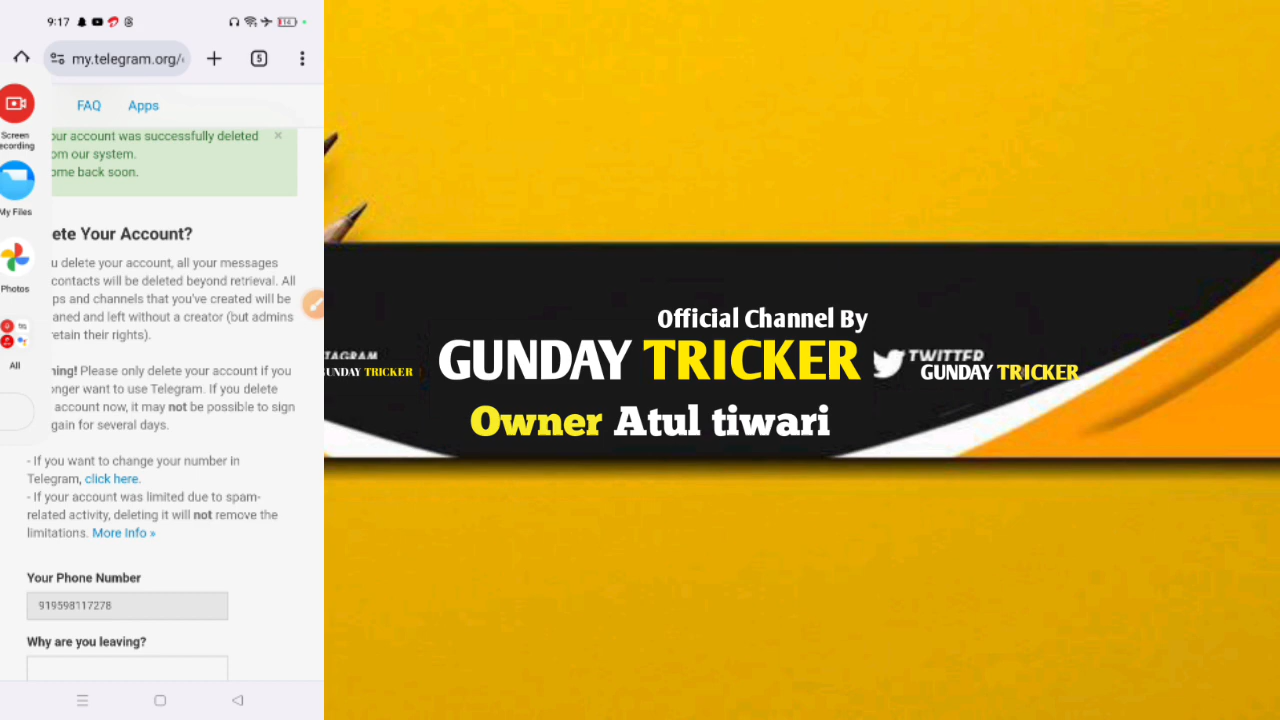 9:17
14
my.telegram.org/
5
FAQ
Apps
our account was successfully deleted
om our system.
ome back soon.
×
Screen
ecording
My Files
Photos
All
ete Your Account?
u delete your account, all your messages
contacts will be deleted beyond retrieval. All
ps and channels that you've created will be
aned and left without a creator (but admins
retain their rights).
ning! Please only delete your account if you
onger want to use Telegram. If you delete
account now, it may not be possible to sign
gain for several days.
- If you want to change your number in
Telegram, click here.
- If your account was limited due to spam-
related activity, deleting it will not remove the
limitations. More Info »
Your Phone Number
919598117278
Why are you leaving?
Official Channel By
GUNDAY TRICKER
TAGRAM
UNDAY TRICKER
TWITTER
GUNDAY TRICKER
Owner Atul tiwari